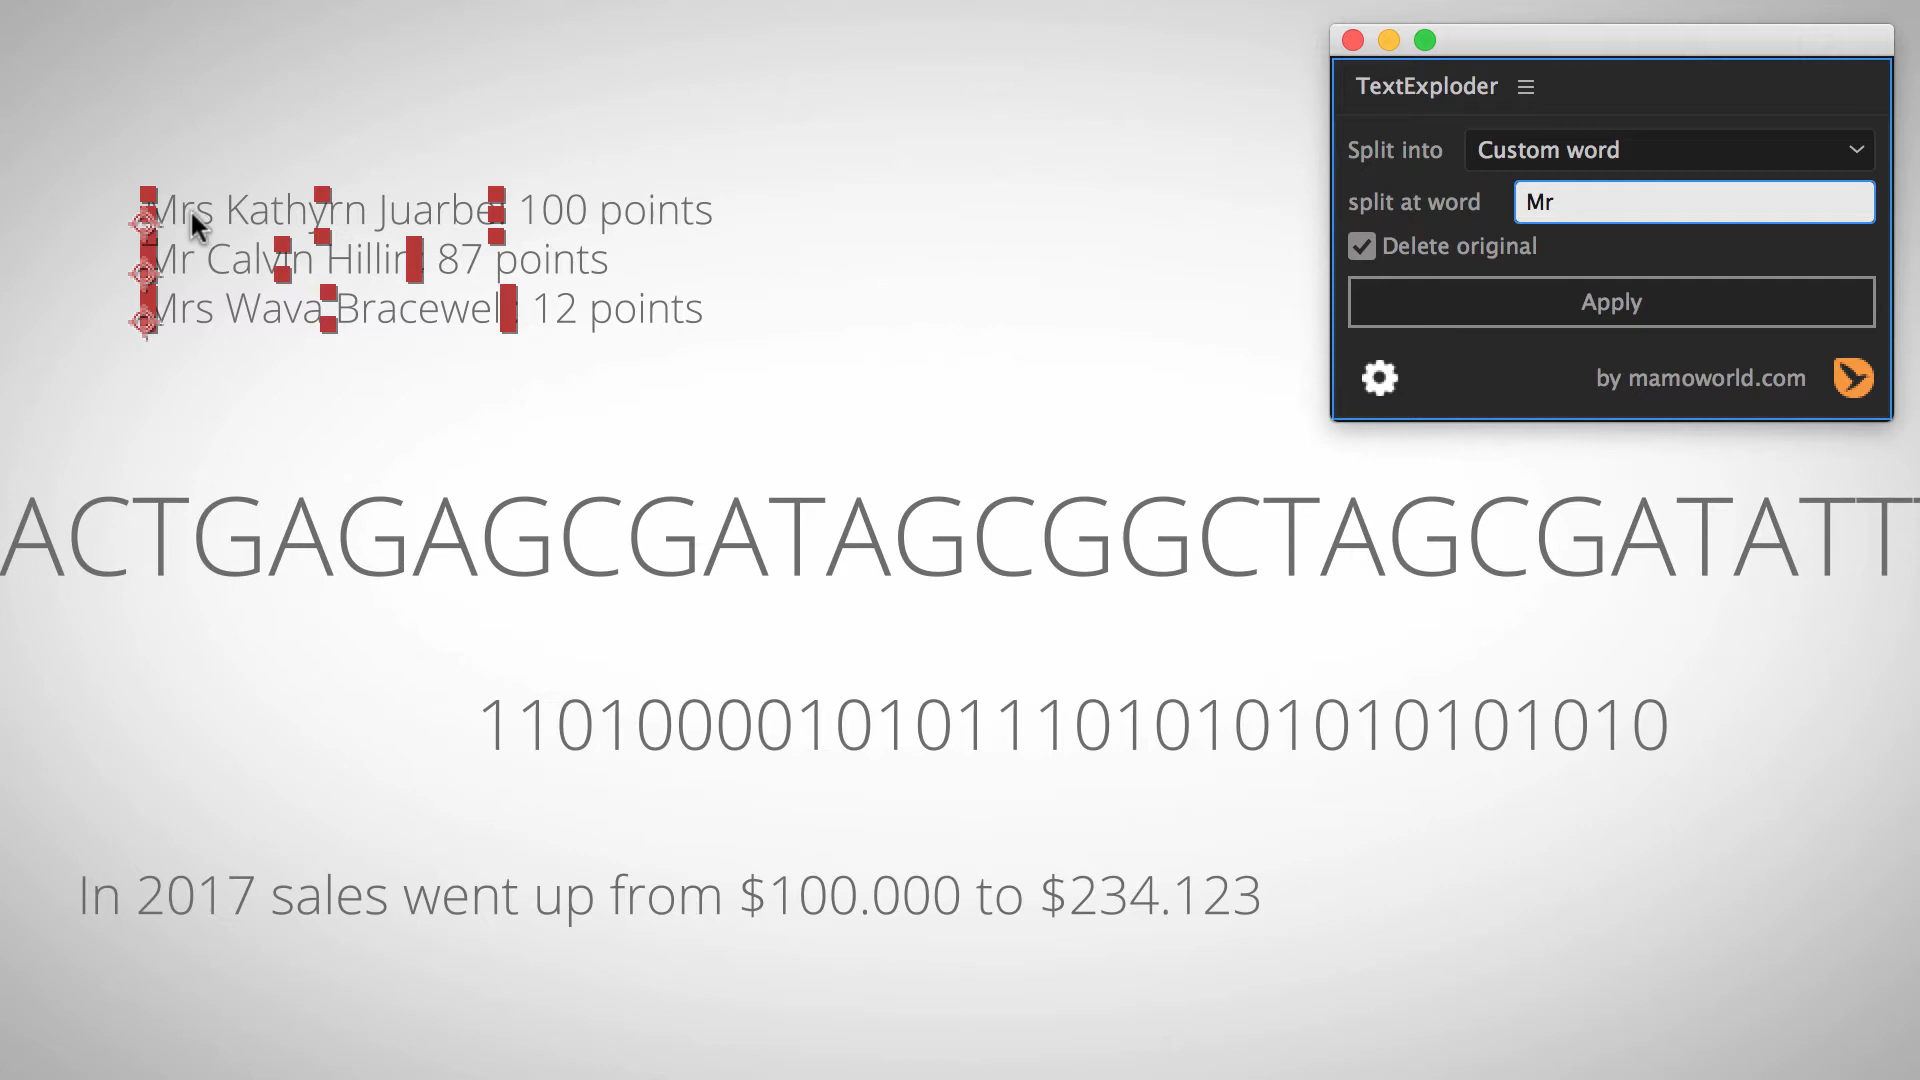 Mrs Kathyrn Juarbe: 100 points
Mr Calvin Hillin: 87 points
Mrs Wava Bracewell: 12 points
TextExploder
Split into Custom word
split at word Mr
Delete original
Apply
by mamoworld.com
ACTGAGAGCGATAGCGGCTAGCGATATT
110100001010111010101010101010
In 2017 sales went up from $100.000 to $234.123